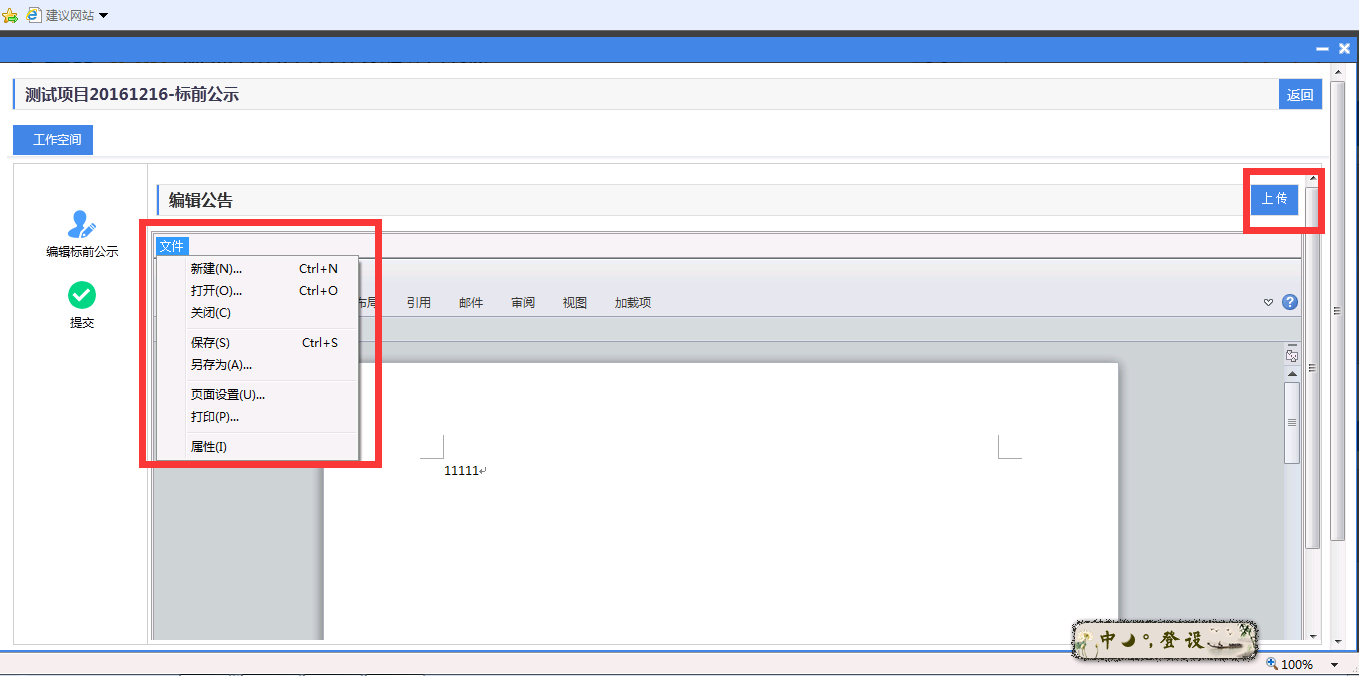 建议网站
测试项目20161216-标前公示
返回
工作空间
编辑公告
上传
编辑标前公示
提交
文件
新建(N)... Ctrl+N
打开(O)... Ctrl+O
关闭(C)
保存(S) Ctrl+S
另存为(A)...
页面设置(U)...
打印(P)...
属性(I)
布局 引用 邮件 审阅 视图 加载项
11111
中 登 设
100%